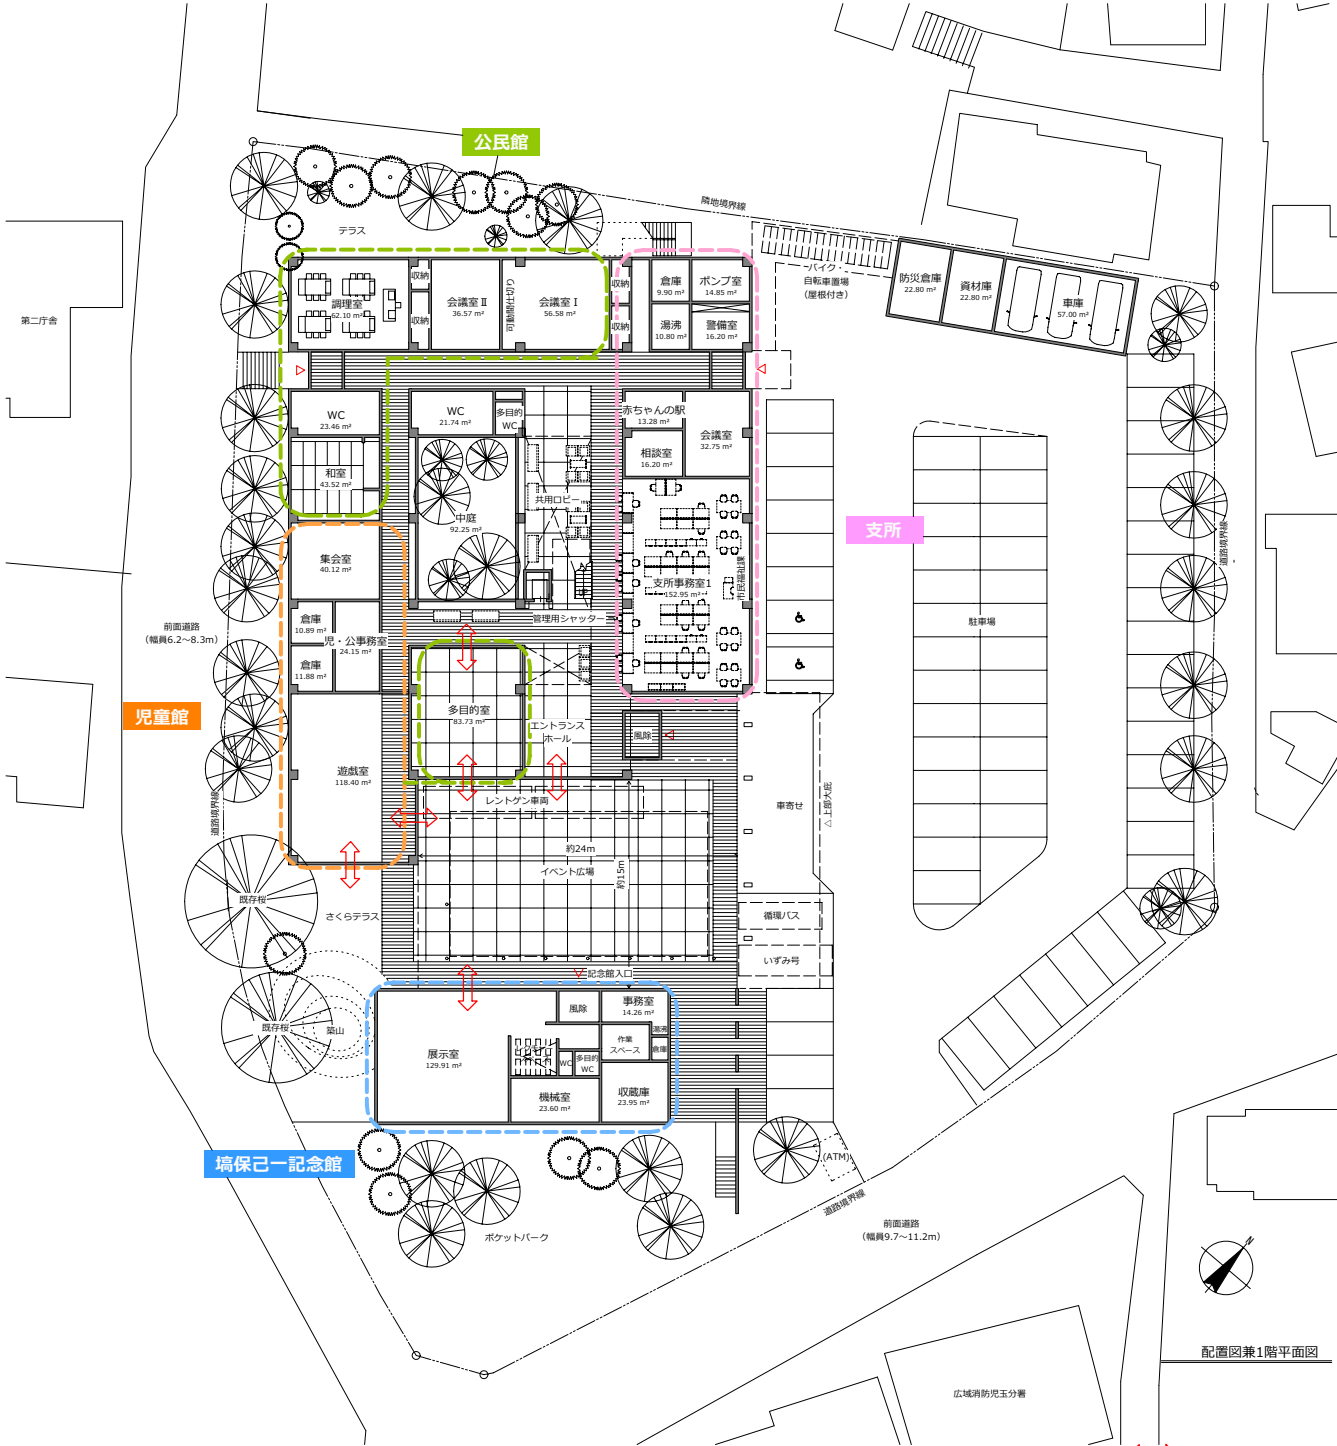 公民館
隣地境界線
テラス
第二庁舎
バイク・
自転車置場
(屋根付き)
防災倉庫
22.80 m²
資材庫
22.80 m²
車庫
57.00 m²
調理室
62.10 m²
収納
収納
会議室Ⅱ
36.57 m²
可動間仕切り
会議室Ⅰ
56.58 m²
収納
収納
倉庫
9.90 m²
ポンプ室
14.85 m²
湯沸
10.80 m²
警備室
16.20 m²
WC
23.46 m²
WC
21.74 m²
多目的
WC
赤ちゃんの駅
13.28 m²
会議室
32.75 m²
相談室
16.20 m²
和室
43.52 m²
中庭
92.25 m²
共用ロビー
支所
集会室
40.12 m²
支所事務室1
152.95 m²
市民福祉課
道路境界線
倉庫
10.89 m²
児・公事務室
24.15 m²
倉庫
11.88 m²
UP
管理用シャッター
駐車場
前面道路
(幅員6.2～8.3m)
児童館
多目的室
83.73 m²
エントランス
ホール
風除
遊戯室
118.40 m²
道路境界線
レントゲン車両
車寄せ
△上部大庇
約24m
イベント広場
約15m
既存桜
さくらテラス
循環バス
いずみ号
記念館入口
既存桜
築山
展示室
129.91 m²
風除
事務室
14.26 m²
湯沸
倉庫
作業
スペース
WC
多目的
WC
機械室
23.60 m²
収蔵庫
23.95 m²
塙保己一記念館
(ATM)
道路境界線
ポケットパーク
前面道路
(幅員9.7～11.2m)
N
配置図兼1階平面図
広域消防児玉分署